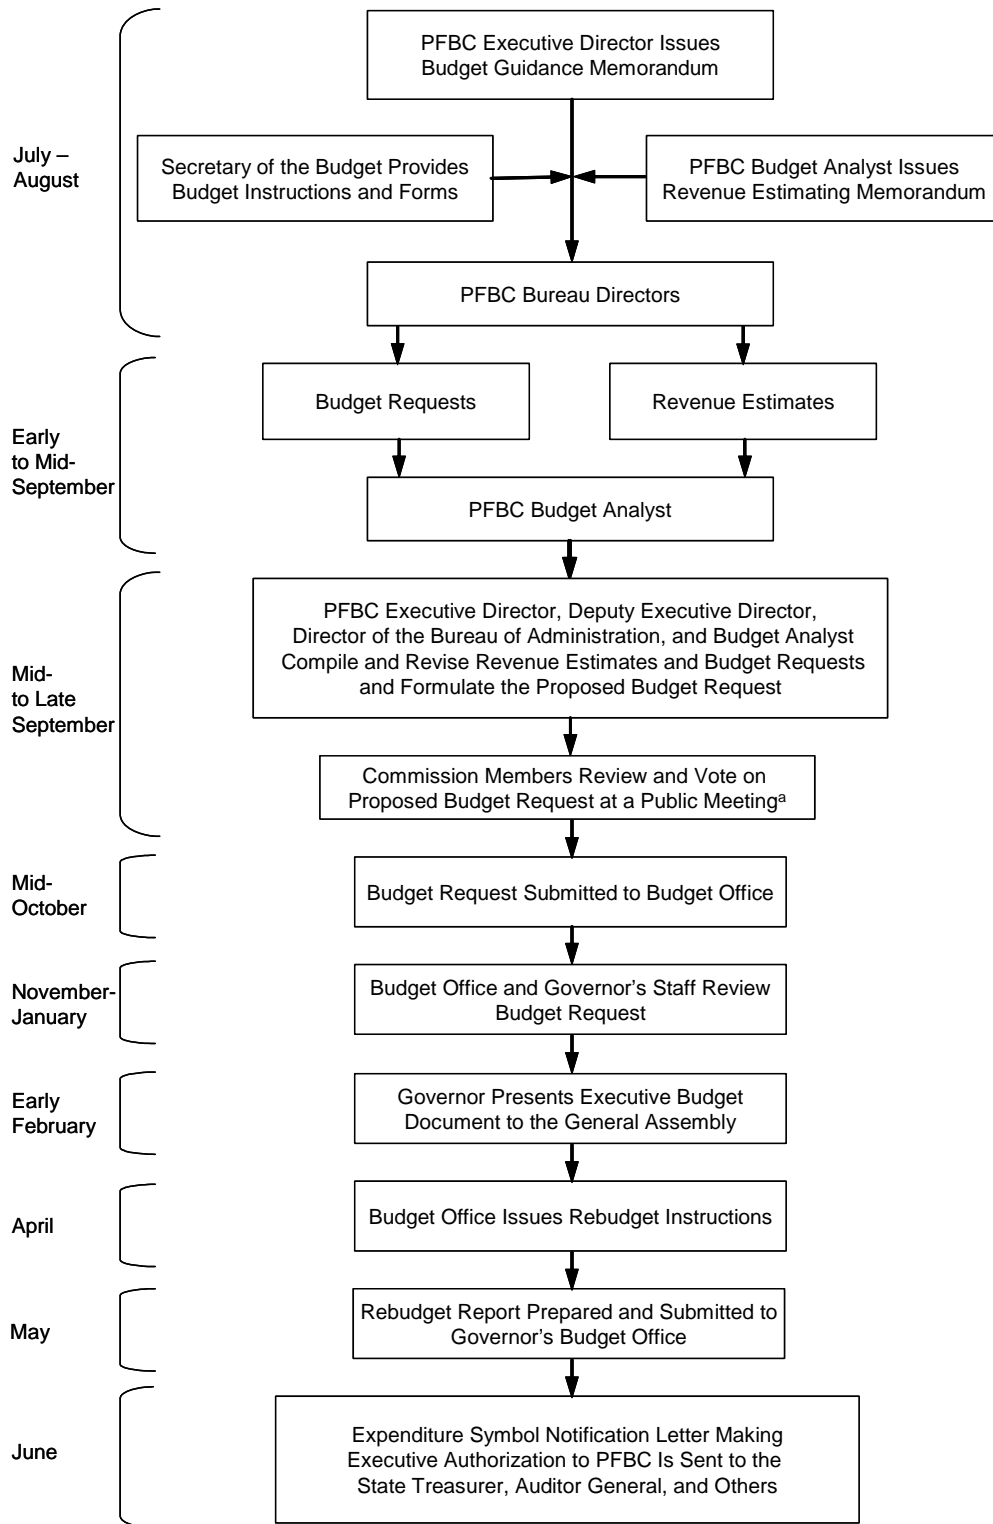 PFBC Executive Director Issues
Budget Guidance Memorandum
July –
August
Secretary of the Budget Provides
Budget Instructions and Forms
PFBC Budget Analyst Issues
Revenue Estimating Memorandum
PFBC Bureau Directors
Early
to Mid-
September
Budget Requests
Revenue Estimates
PFBC Budget Analyst
Mid-
to Late
September
PFBC Executive Director, Deputy Executive Director,
Director of the Bureau of Administration, and Budget Analyst
Compile and Revise Revenue Estimates and Budget Requests
and Formulate the Proposed Budget Request
Commission Members Review and Vote on
Proposed Budget Request at a Public Meetingᵃ
Mid-
October
Budget Request Submitted to Budget Office
November-
January
Budget Office and Governor’s Staff Review
Budget Request
Early
February
Governor Presents Executive Budget
Document to the General Assembly
April
Budget Office Issues Rebudget Instructions
May
Rebudget Report Prepared and Submitted to
Governor’s Budget Office
June
Expenditure Symbol Notification Letter Making
Executive Authorization to PFBC Is Sent to the
State Treasurer, Auditor General, and Others